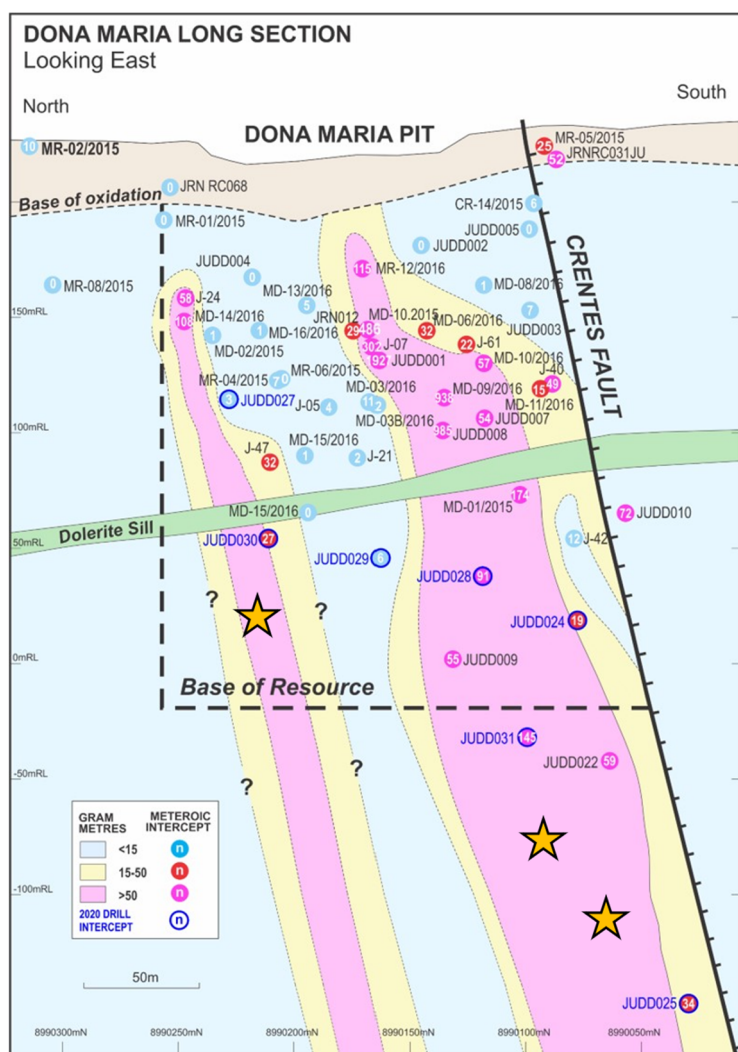 DONA MARIA LONG SECTION
Looking East
North
South
DONA MARIA PIT
10 MR-02/2015
25 MR-05/2015
52 JRNRC031JU
0 JRN RC068
Base of oxidation
CR-14/2015 6
0 MR-01/2015
JUDD005 0
0 JUDD002
CRENTES FAULT
JUDD004
0
115 MR-12/2016
0
MR-08/2015
1 MD-08/2016
MD-13/2016
5
58 J-24
150mRL
7
JUDD003
108 MD-14/2016
JRN012
MD-10.2015
MD-06/2016
1
MD-02/2015
1 MD-16/2016
29
486
32
302 J-07
22 J-61
192 JUDD001
57 MD-10/2016
MR-06/2015
MR-04/2015 7 0
J-40
49
15
MD-11/2016
MD-03/2016
938 MD-09/2016
3 JUDD027
J-05 4
11 2
MD-03B/2016
54 JUDD007
100mRL
985 JUDD008
J-47
32
MD-15/2016
1
2 J-21
MD-01/2015 174
MD-15/2016 0
72 JUDD010
Dolerite Sill
JUDD030 27
12 J-42
50mRL
JUDD029 6
JUDD028 91
?
?
JUDD024 19
0mRL
55 JUDD009
Base of Resource
JUDD031 145
JUDD022 59
-50mRL
?
?
GRAM METRES
METEROIC INTERCEPT
<15 n
15-50 n
>50 n
2020 DRILL INTERCEPT n
-100mRL
50m
JUDD025 34
8990300mN
8990250mN
8990200mN
8990150mN
8990100mN
8990050mN